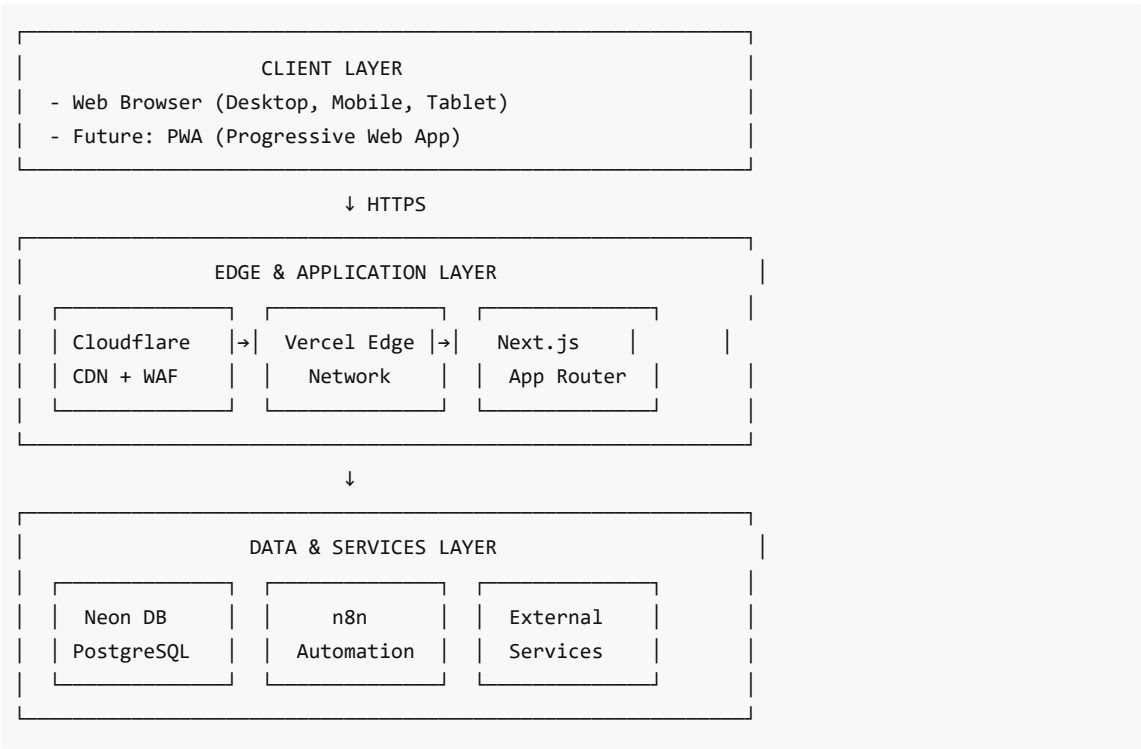 CLIENT LAYER
- Web Browser (Desktop, Mobile, Tablet)
- Future: PWA (Progressive Web App)
↓ HTTPS
EDGE & APPLICATION LAYER
Cloudflare → Vercel Edge → Next.js
CDN + WAF Network App Router
↓
DATA & SERVICES LAYER
Neon DB n8n External
PostgreSQL Automation Services